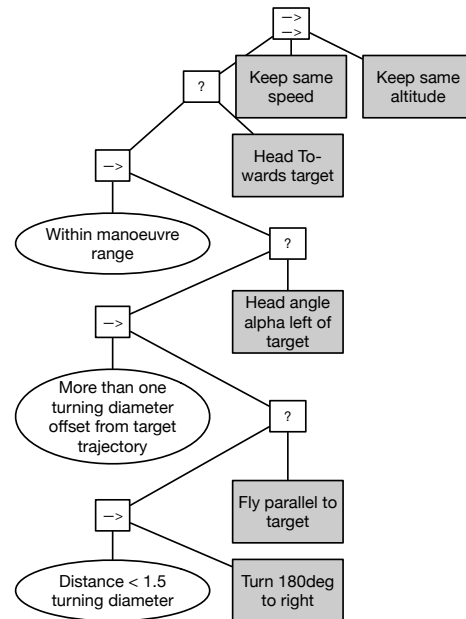 —>
—>
?
Keep same
speed
Keep same
altitude
—>
Head To-
wards target
Within manoeuvre
range
?
—>
Head angle
alpha left of
target
More than one
turning diameter
offset from target
trajectory
?
—>
Fly parallel to
target
Distance < 1.5
turning diameter
Turn 180deg
to right